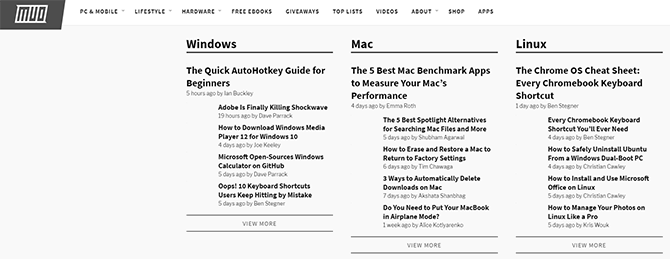 MUO
PC & MOBILE LIFESTYLE HARDWARE FREE EBOOKS GIVEAWAYS TOP LISTS VIDEOS ABOUT SHOP APPS
Windows
The Quick AutoHotkey Guide for
Beginners
5 hours ago by Ian Buckley
Adobe Is Finally Killing Shockwave
19 hours ago by Dave Parrack
How to Download Windows Media
Player 12 for Windows 10
4 days ago by Joe Keeley
Microsoft Open-Sources Windows
Calculator on GitHub
5 days ago by Dave Parrack
Oops! 10 Keyboard Shortcuts
Users Keep Hitting by Mistake
5 days ago by Ben Stegner
VIEW MORE
Mac
The 5 Best Mac Benchmark Apps
to Measure Your Mac's
Performance
4 days ago by Emma Roth
The 5 Best Spotlight Alternatives
for Searching Mac Files and More
5 days ago by Shubham Agarwal
How to Erase and Restore a Mac to
Return to Factory Settings
6 days ago by Tim Chawaga
3 Ways to Automatically Delete
Downloads on Mac
7 days ago by Akshata Shanbhag
Do You Need to Put Your MacBook
in Airplane Mode?
1 week ago by Alice Kotlyarenko
VIEW MORE
Linux
The Chrome OS Cheat Sheet:
Every Chromebook Keyboard
Shortcut
1 day ago by Ben Stegner
Every Chromebook Keyboard
Shortcut You'll Ever Need
4 days ago by Ben Stegner
How to Safely Uninstall Ubuntu
From a Windows Dual-Boot PC
4 days ago by Christian Cawley
How to Install and Use Microsoft
Office on Linux
5 days ago by Christian Cawley
How to Manage Your Photos on
Linux Like a Pro
5 days ago by Kris Wouk
VIEW MORE